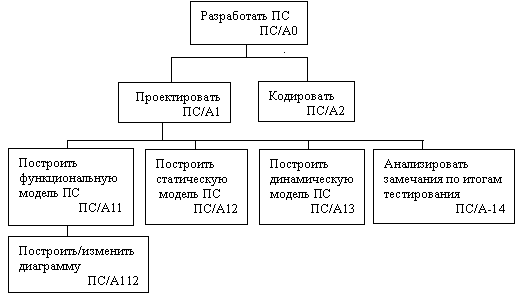 Разработать ПС
ПС/А0
Проектировать
ПС/А1
Кодировать
ПС/А2
Построить
функциональную
модель ПС
ПС/А11
Построить
статическую
модель ПС
ПС/А12
Построить
динамическую
модель ПС
ПС/А13
Анализировать
замечания по итогам
тестирования
ПС/А-14
Построить/изменить
диаграмму
ПС/А112